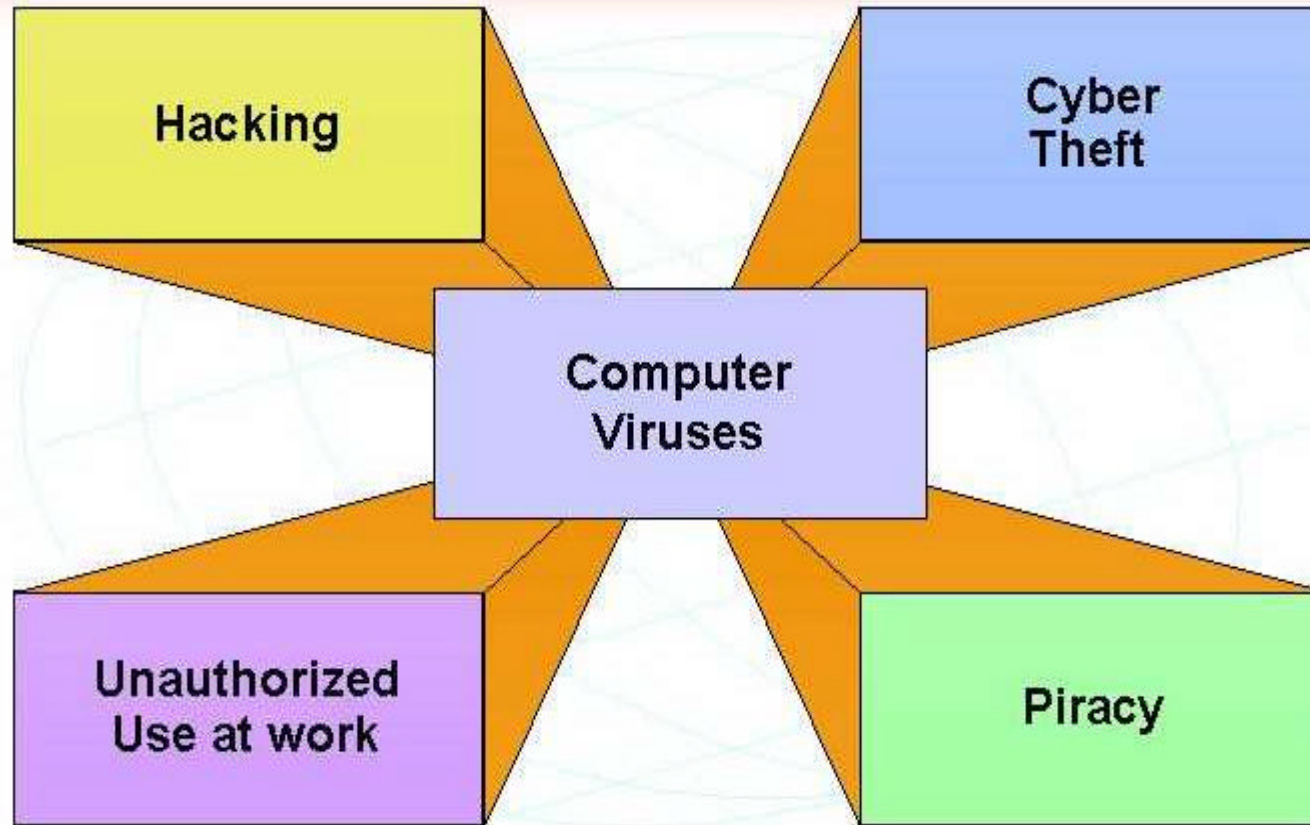 Hacking
Cyber
Theft
Computer
Viruses
Unauthorized
Use at work
Piracy